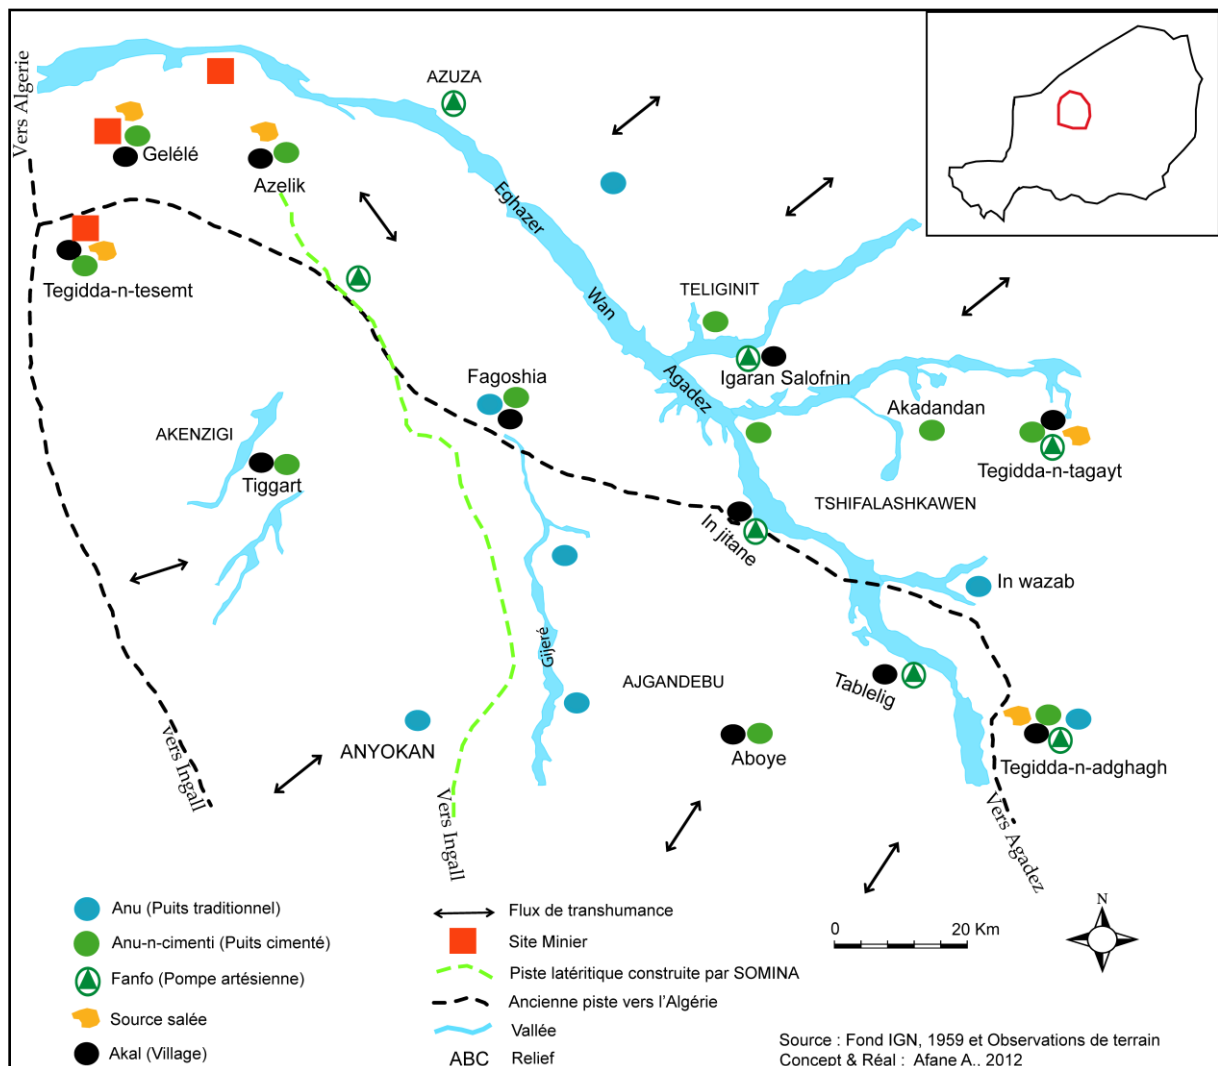 Vers Algerie
AZUZA
Gelélé
Azelik
Eghazer
Wan
Agadez
Tegidda-n-tesemt
TELIGINIT
Igaran Salofnin
Fagoshia
Akadandan
AKENZIGI
Tiggart
Tegidda-n-tagayt
TSHIFALASHKAWEN
In jitane
In wazab
Gijeré
AJGANDEBU
Tablelig
ANYOKAN
Aboye
Tegidda-n-adghagh
Vers Ingall
Vers Ingall
Vers Agadez
Anu (Puits traditionnel)
Anu-n-cimenti (Puits cimenté)
Fanfo (Pompe artésienne)
Source salée
Akal (Village)
Flux de transhumance
Site Minier
Piste latéritique construite par SOMINA
Ancienne piste vers l'Algérie
Vallée
ABC Relief
0 20 Km
N
Source : Fond IGN, 1959 et Observations de terrain
Concept & Réal : Afane A., 2012